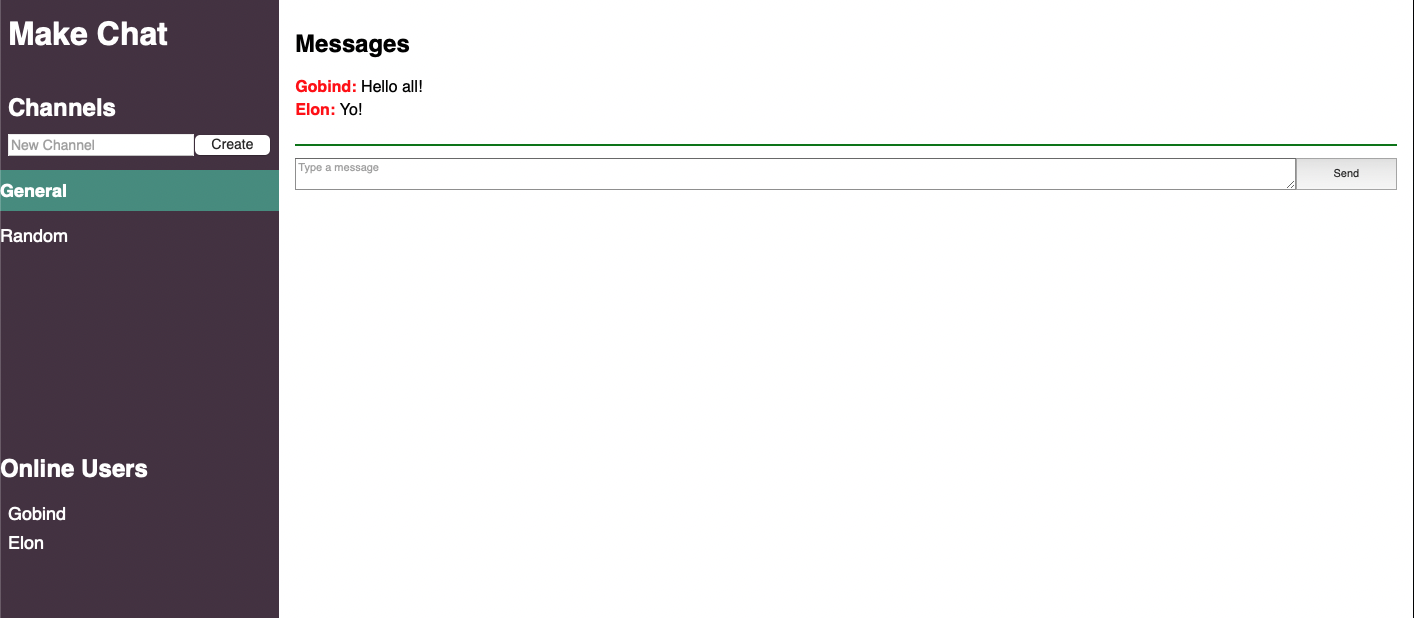 Make Chat
Channels
New Channel
Create
General
Random
Online Users
Gobind
Elon
Messages
Gobind: Hello all!
Elon: Yo!
Type a message
Send